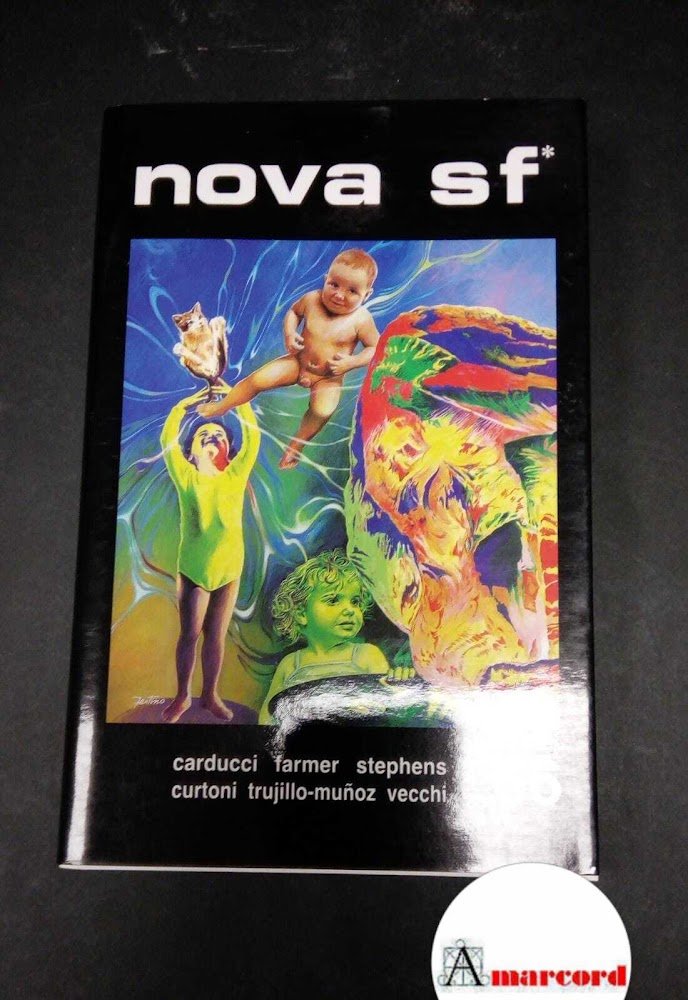 nova sf*
carducci farmer stephens
curtoni trujillo-muñoz vecchi
Amarcord